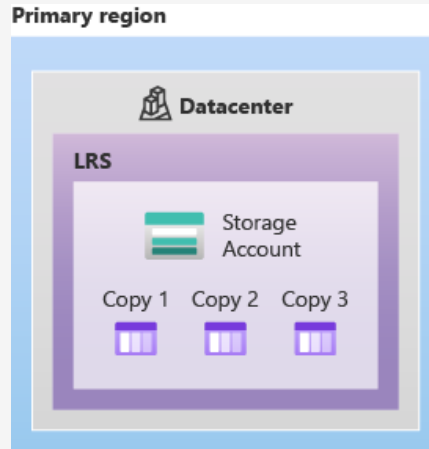 Primary region
Datacenter
LRS
Storage
Account
Copy 1 Copy 2 Copy 3